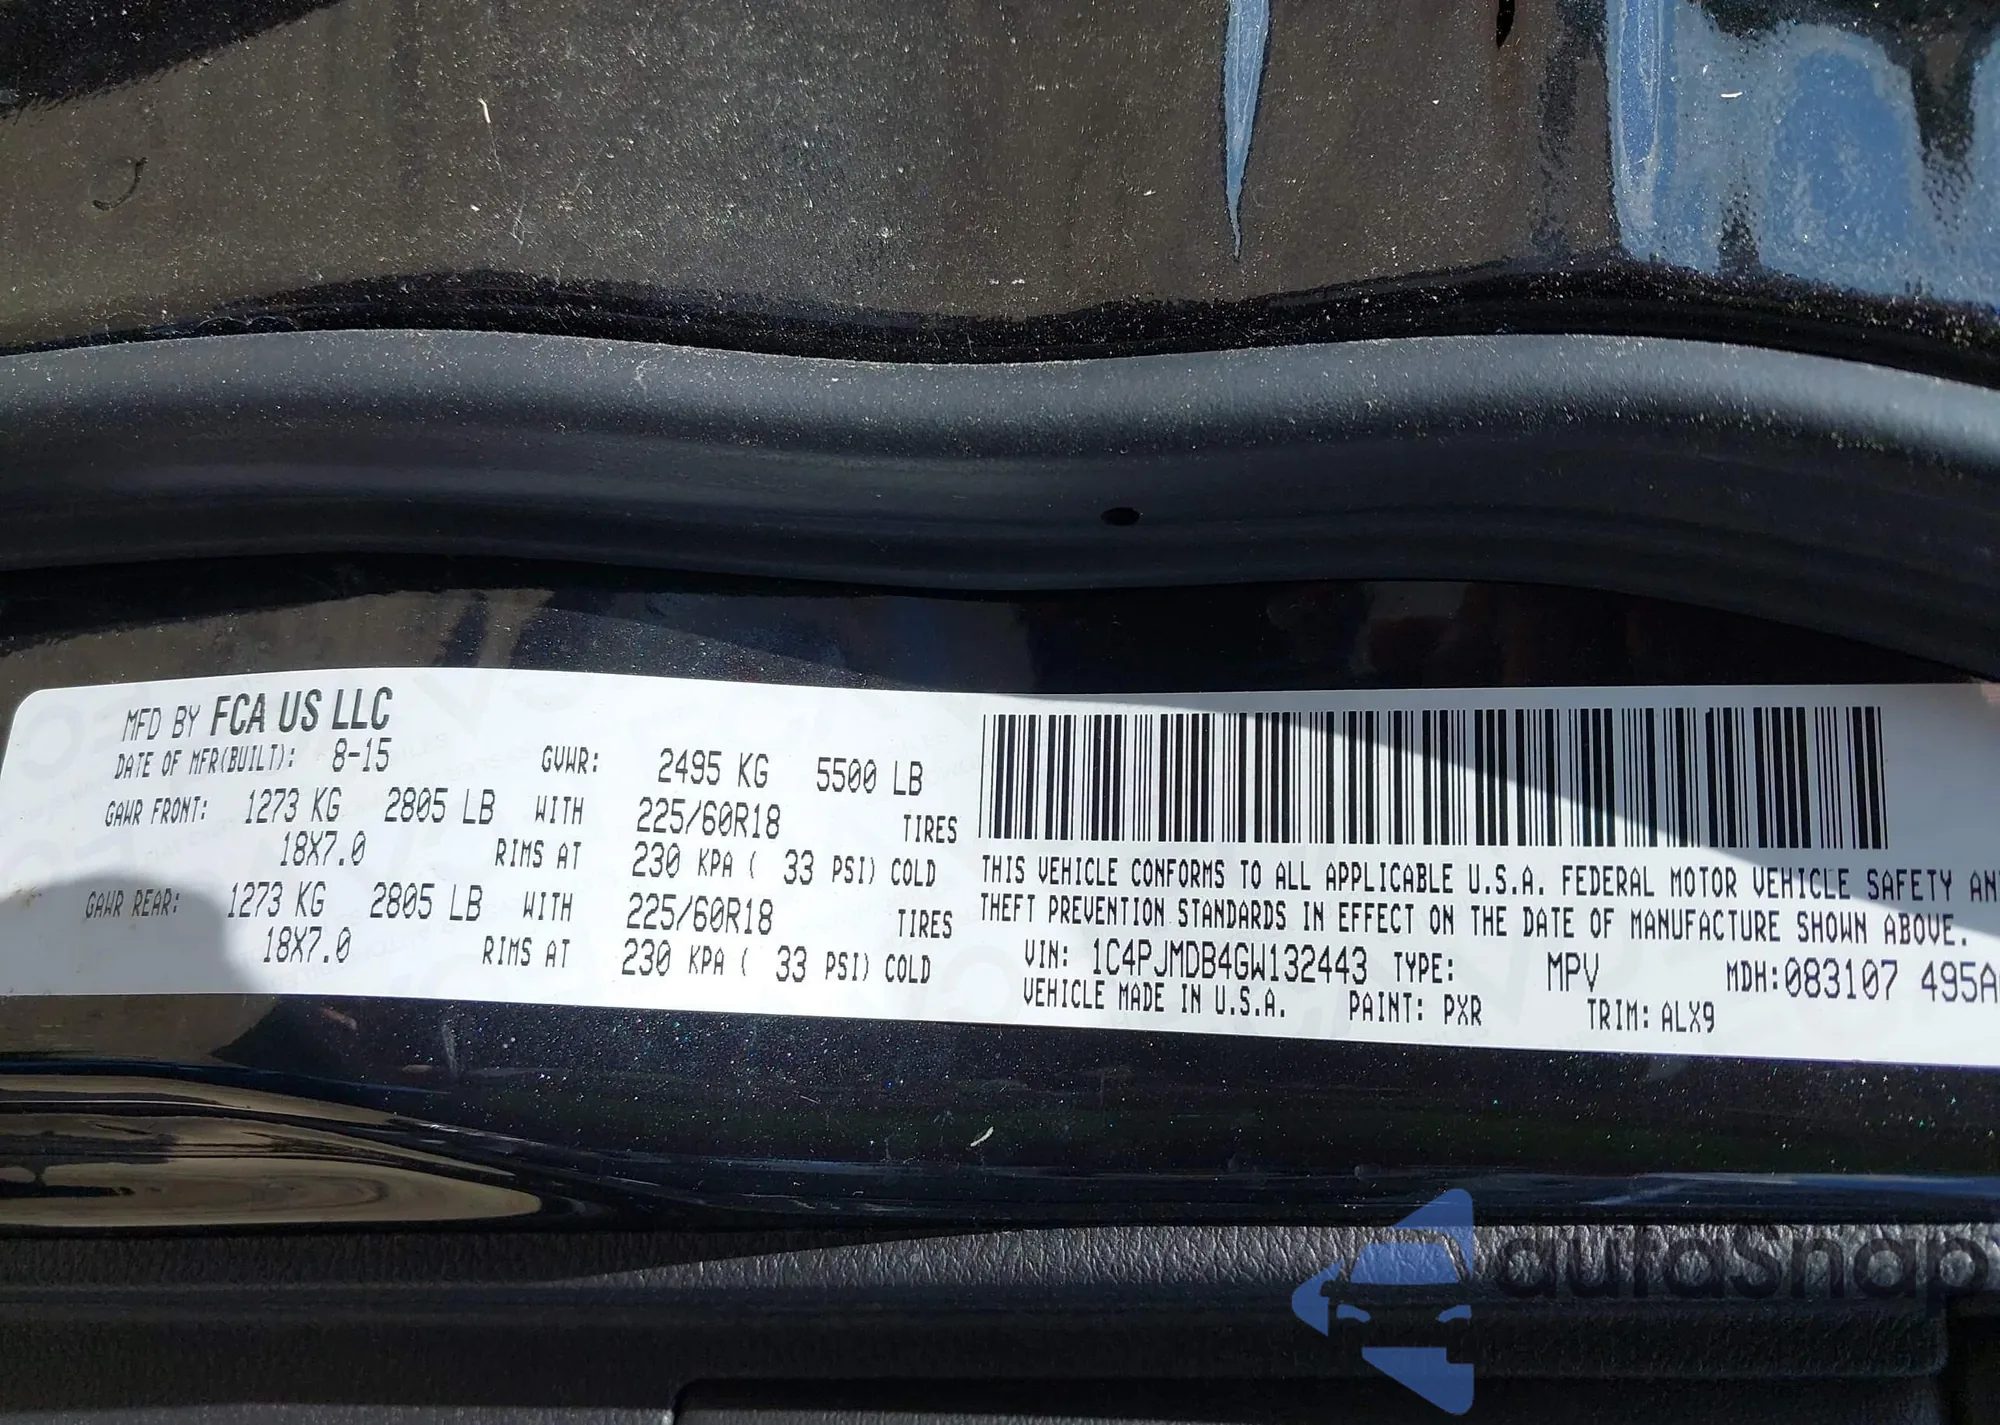 MFD BY FCA US LLC
DATE OF MFR(BUILT): 8-15 GVWR: 2495 KG 5500 LB
GAWR FRONT: 1273 KG 2805 LB WITH 225/60R18 TIRES
18X7.0 RIMS AT 230 KPA ( 33 PSI) COLD
GAWR REAR: 1273 KG 2805 LB WITH 225/60R18 TIRES
18X7.0 RIMS AT 230 KPA ( 33 PSI) COLD
THIS VEHICLE CONFORMS TO ALL APPLICABLE U.S.A. FEDERAL MOTOR VEHICLE SAFETY AN
THEFT PREVENTION STANDARDS IN EFFECT ON THE DATE OF MANUFACTURE SHOWN ABOVE.
VIN: 1C4PJMDB4GW132443 TYPE: MPV MDH:083107 495A
VEHICLE MADE IN U.S.A. PAINT: PXR TRIM: ALX9
autosnap